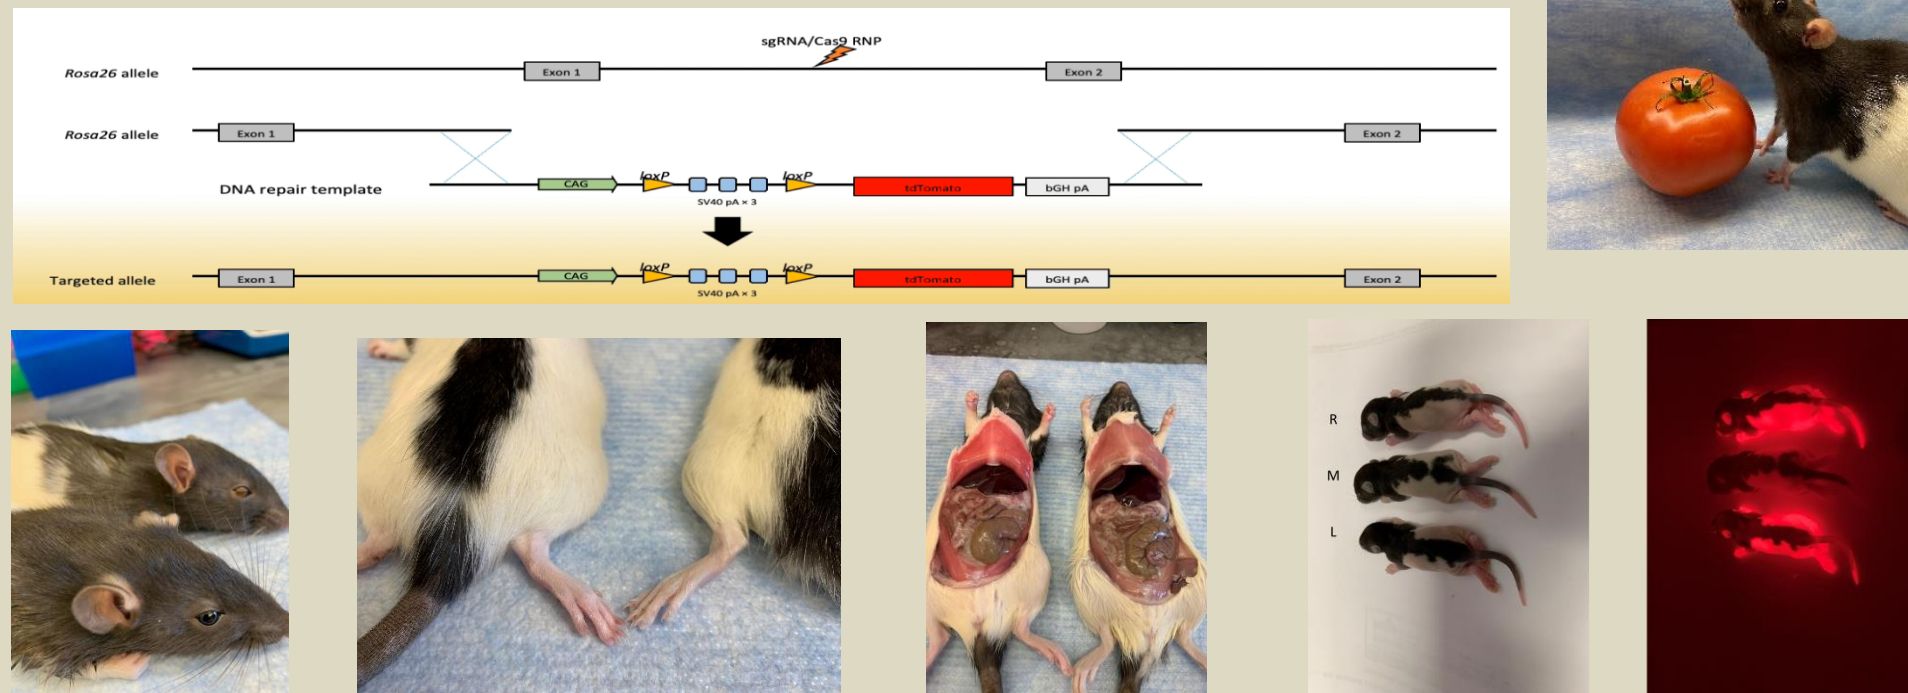 sgRNA/Cas9 RNP
Rosa26 allele
Exon 1
Exon 2
Rosa26 allele
Exon 1
Exon 2
DNA repair template
CAG
loxP
SV40 pA × 3
loxP
tdTomato
bGH pA
Targeted allele
Exon 1
CAG
loxP
SV40 pA × 3
loxP
tdTomato
bGH pA
Exon 2
R
M
L